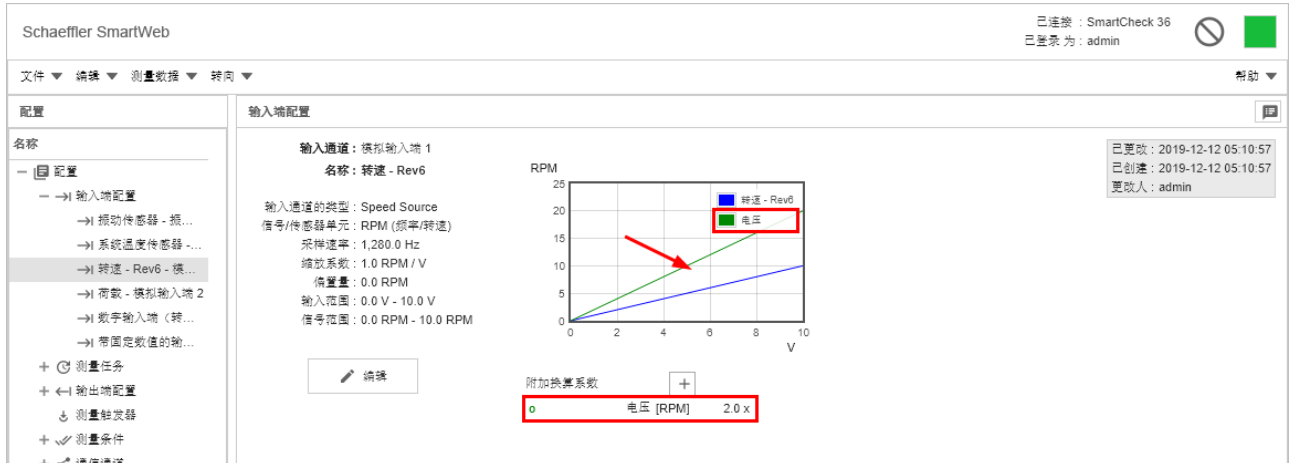 Schaeffler SmartWeb
已连接 : SmartCheck 36
已登录 为 : admin
文件 ▼ 编辑 ▼ 测量数据 ▼ 转向 ▼
帮助 ▼
配置
输入端配置
名称
配置
输入端配置
振动传感器 - 振...
系统温度传感器 -...
转速 - Rev6 - 模...
荷载 - 模拟输入端 2
数字输入端（转...
带固定数值的输...
测量任务
输出端配置
测量触发器
测量条件
通信通道
输入通道 : 模拟输入端 1
名称 : 转速 - Rev6
输入通道的类型 : Speed Source
信号/传感器单元 : RPM (频率/转速)
采样速率 : 1,280.0 Hz
缩放系数 : 1.0 RPM / V
偏置量 : 0.0 RPM
输入范围 : 0.0 V - 10.0 V
信号范围 : 0.0 RPM - 10.0 RPM
编辑
RPM
25
20
15
10
5
0
0 2 4 6 8 10
V
转速 - Rev6
电压
附加换算系数 +
o 电压 [RPM] 2.0 x
已更改 : 2019-12-12 05:10:57
已创建 : 2019-12-12 05:10:57
更改人 : admin